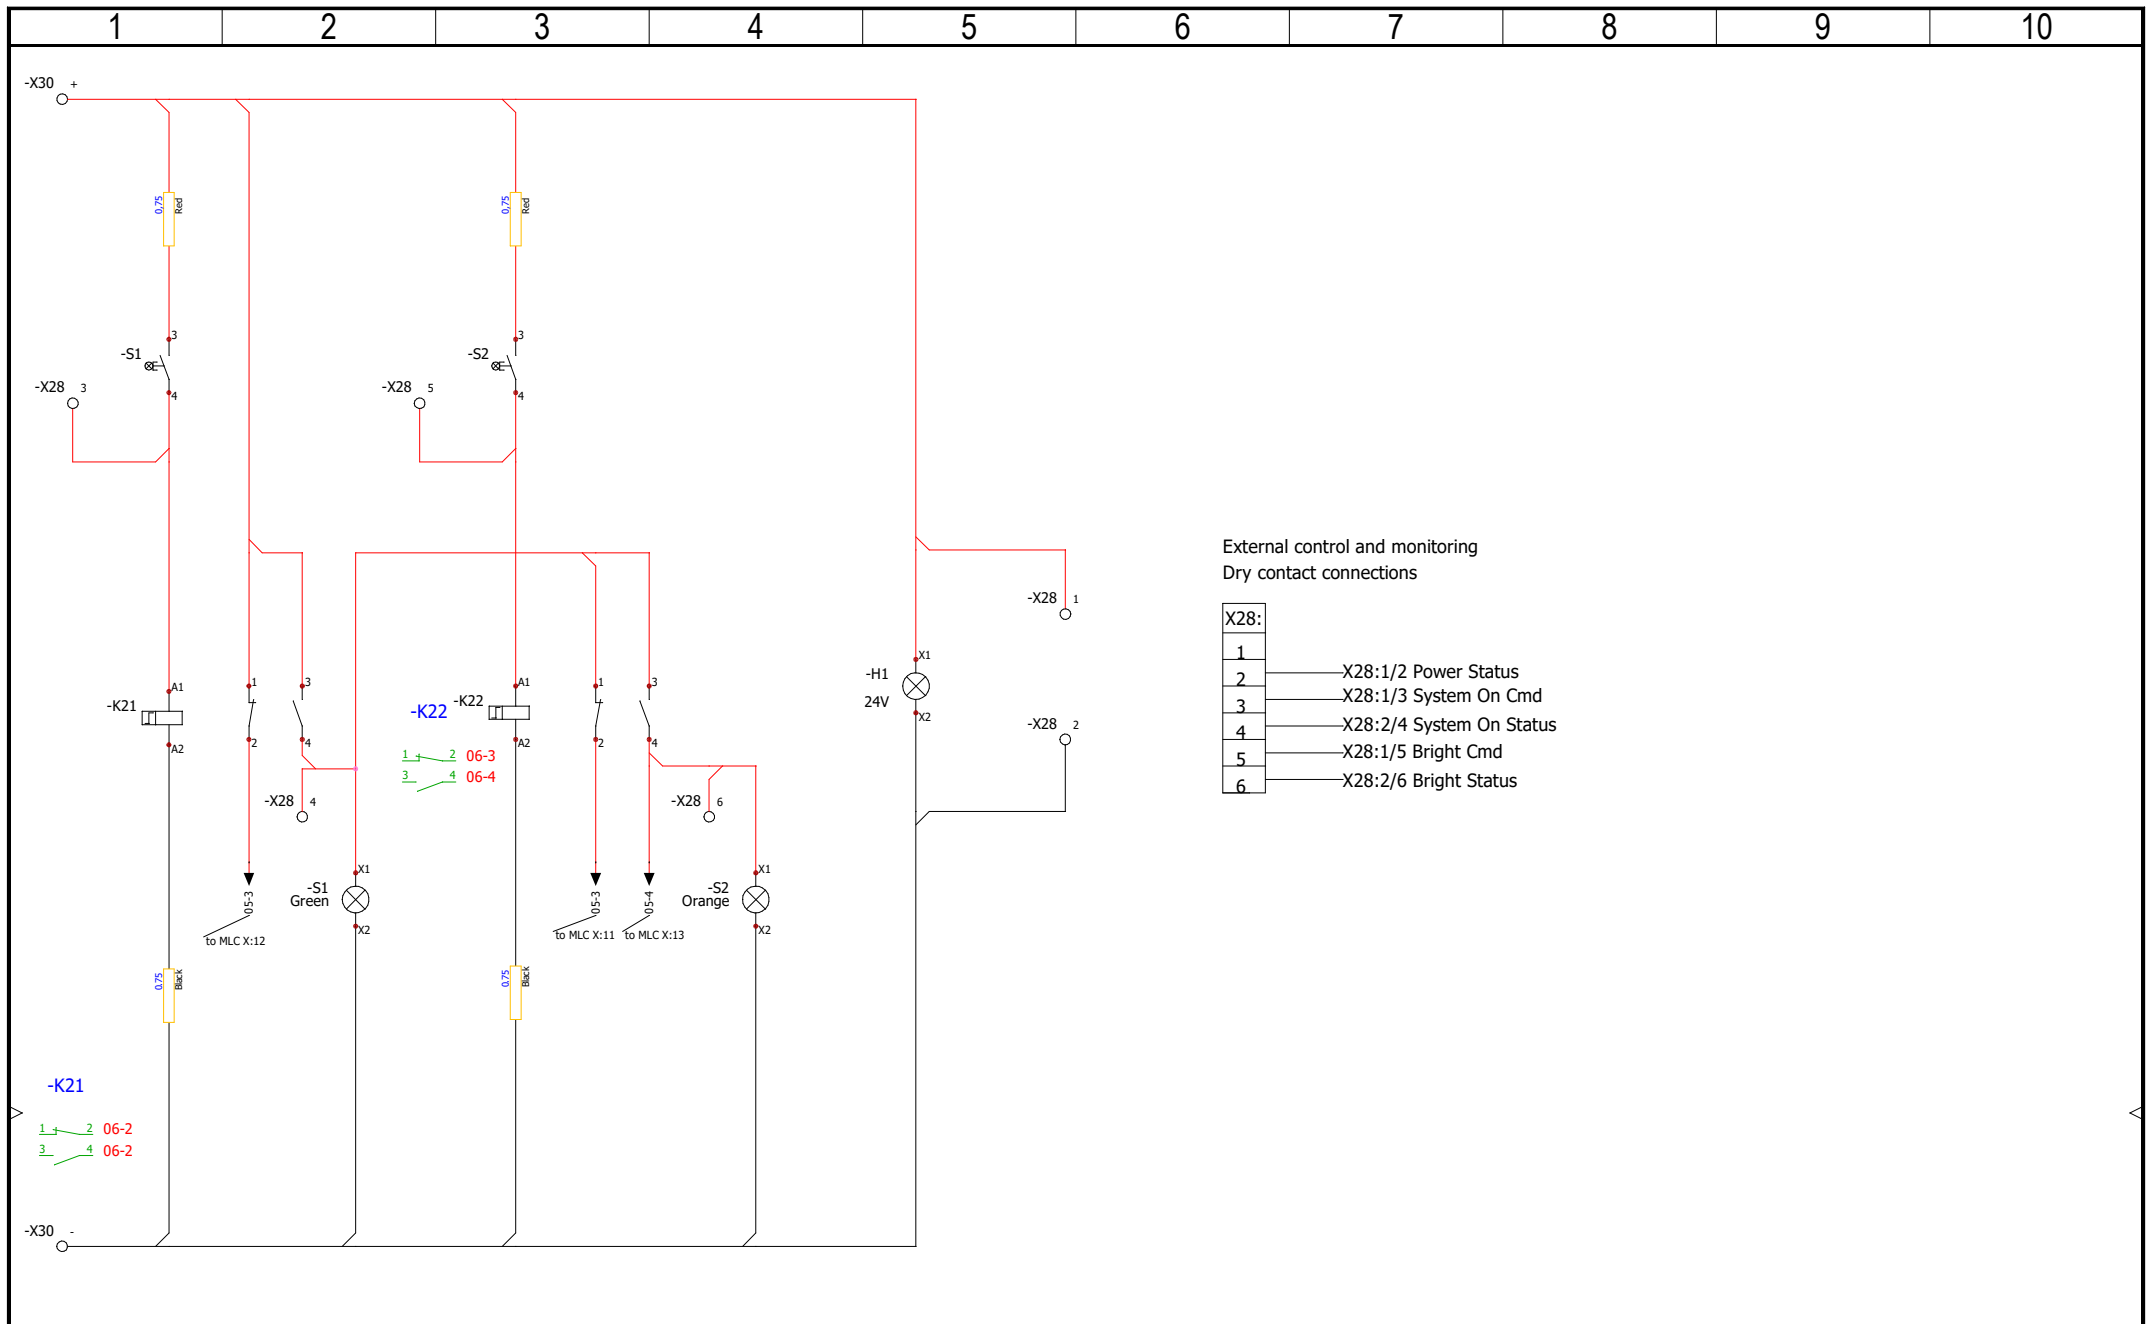 1 2 3 4 5 6 7 8 9 10
-X30 +
0,75 Red
0,75 Red
-S1 3
4
-X28 3
-S2 3
4
-X28 5
External control and monitoring
Dry contact connections
-X28 1
X28:
1
2
3
4
5
6
X28:1/2 Power Status
X28:1/3 System On Cmd
X28:2/4 System On Status
X28:1/5 Bright Cmd
X28:2/6 Bright Status
-K21 A1
A2
1
2
3
4
-K22
-K22 A1
A2
1 2 06-3
3 4 06-4
1
2
3
4
-H1 X1
24V X2
-X28 2
-X28 4
-X28 6
05-3
to MLC X:12
-S1 X1
Green
X2
05-3
to MLC X:11
05-4
to MLC X:13
-S2 X1
Orange
X2
0.75 Black
0.75 Black
-K21
1 2 06-2
3 4 06-2
-X30 -